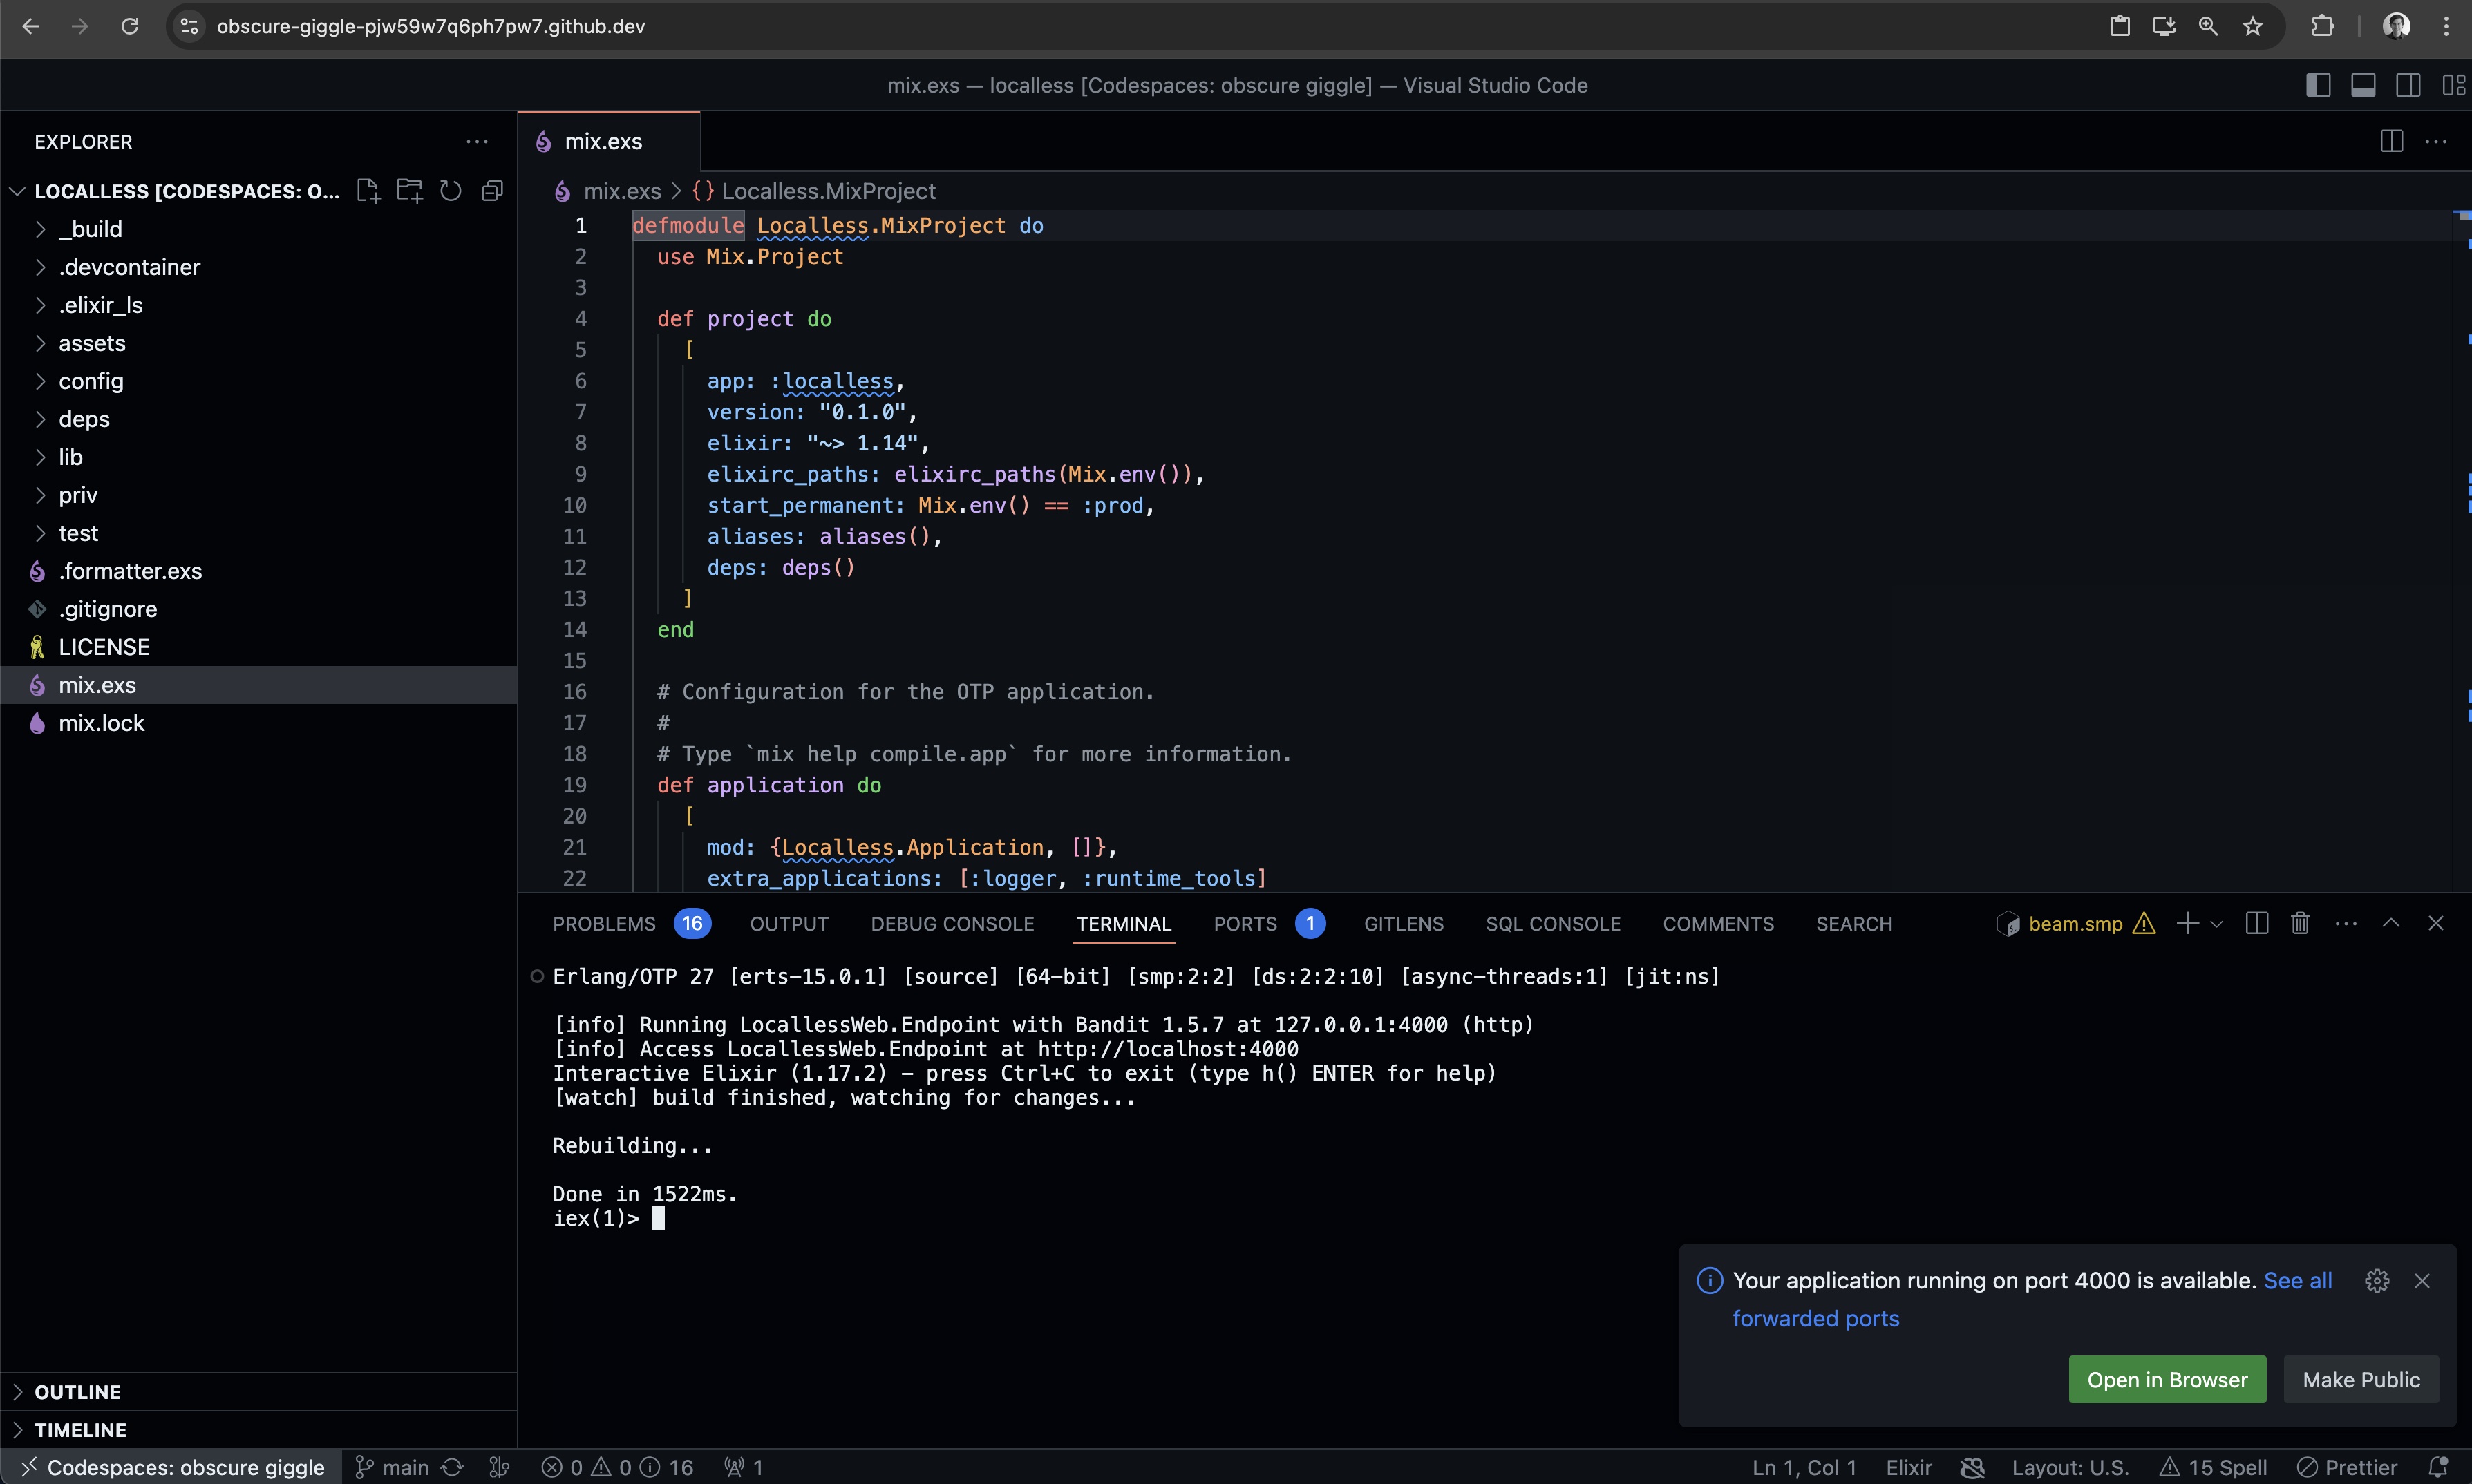 obscure-giggle-pjw59w7q6ph7pw7.github.dev
mix.exs — localless [Codespaces: obscure giggle] — Visual Studio Code
EXPLORER
LOCALLESS [CODESPACES: O...
_build
.devcontainer
.elixir_ls
assets
config
deps
lib
priv
test
.formatter.exs
.gitignore
LICENSE
mix.exs
mix.lock
OUTLINE
TIMELINE
mix.exs
mix.exs > {} Localless.MixProject
1 defmodule Localless.MixProject do
2 use Mix.Project
3
4 def project do
5 [
6 app: :localless,
7 version: "0.1.0",
8 elixir: "~> 1.14",
9 elixirc_paths: elixirc_paths(Mix.env()),
10 start_permanent: Mix.env() == :prod,
11 aliases: aliases(),
12 deps: deps()
13 ]
14 end
15
16 # Configuration for the OTP application.
17 #
18 # Type `mix help compile.app` for more information.
19 def application do
20 [
21 mod: {Localless.Application, []},
22 extra_applications: [:logger, :runtime_tools]
PROBLEMS 16 OUTPUT DEBUG CONSOLE TERMINAL PORTS 1 GITLENS SQL CONSOLE COMMENTS SEARCH beam.smp
Erlang/OTP 27 [erts-15.0.1] [source] [64-bit] [smp:2:2] [ds:2:2:10] [async-threads:1] [jit:ns]
[info] Running LocallessWeb.Endpoint with Bandit 1.5.7 at 127.0.0.1:4000 (http)
[info] Access LocallessWeb.Endpoint at http://localhost:4000
Interactive Elixir (1.17.2) - press Ctrl+C to exit (type h() ENTER for help)
[watch] build finished, watching for changes...
Rebuilding...
Done in 1522ms.
iex(1)>
Your application running on port 4000 is available. See all
forwarded ports
Open in Browser Make Public
Codespaces: obscure giggle main 0 0 16 1 Ln 1, Col 1 Elixir Layout: U.S. 15 Spell Prettier